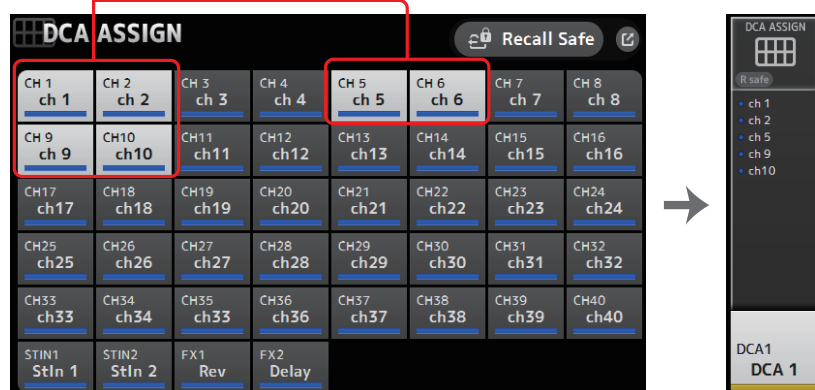 DCA ASSIGN
Recall Safe
CH 1 CH 2 CH 3 CH 4 CH 5 CH 6 CH 7 CH 8
ch 1 ch 2 ch 3 ch 4 ch 5 ch 6 ch 7 ch 8
CH 9 CH10 CH11 CH12 CH13 CH14 CH15 CH16
ch 9 ch10 ch11 ch12 ch13 ch14 ch15 ch16
CH17 CH18 CH19 CH20 CH21 CH22 CH23 CH24
ch17 ch18 ch19 ch20 ch21 ch22 ch23 ch24
CH25 CH26 CH27 CH28 CH29 CH30 CH31 CH32
ch25 ch26 ch27 ch28 ch29 ch30 ch31 ch32
CH33 CH34 CH35 CH36 CH37 CH38 CH39 CH40
ch33 ch34 ch33 ch36 ch37 ch38 ch39 ch40
STIN1 STIN2 FX1 FX2
StIn 1 StIn 2 Rev Delay
DCA ASSIGN
R safe
ch 1
ch 2
ch 5
ch 9
ch10
DCA1
DCA 1